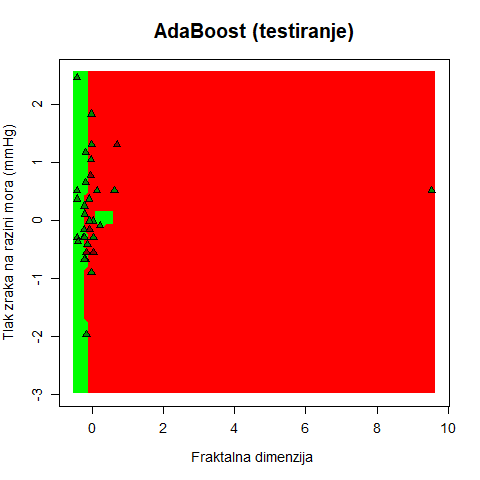 AdaBoost (testiranje)
Tlak zraka na razini mora (mmHg)
2
1
0
-1
-2
-3
0 2 4 6 8 10
Fraktalna dimenzija